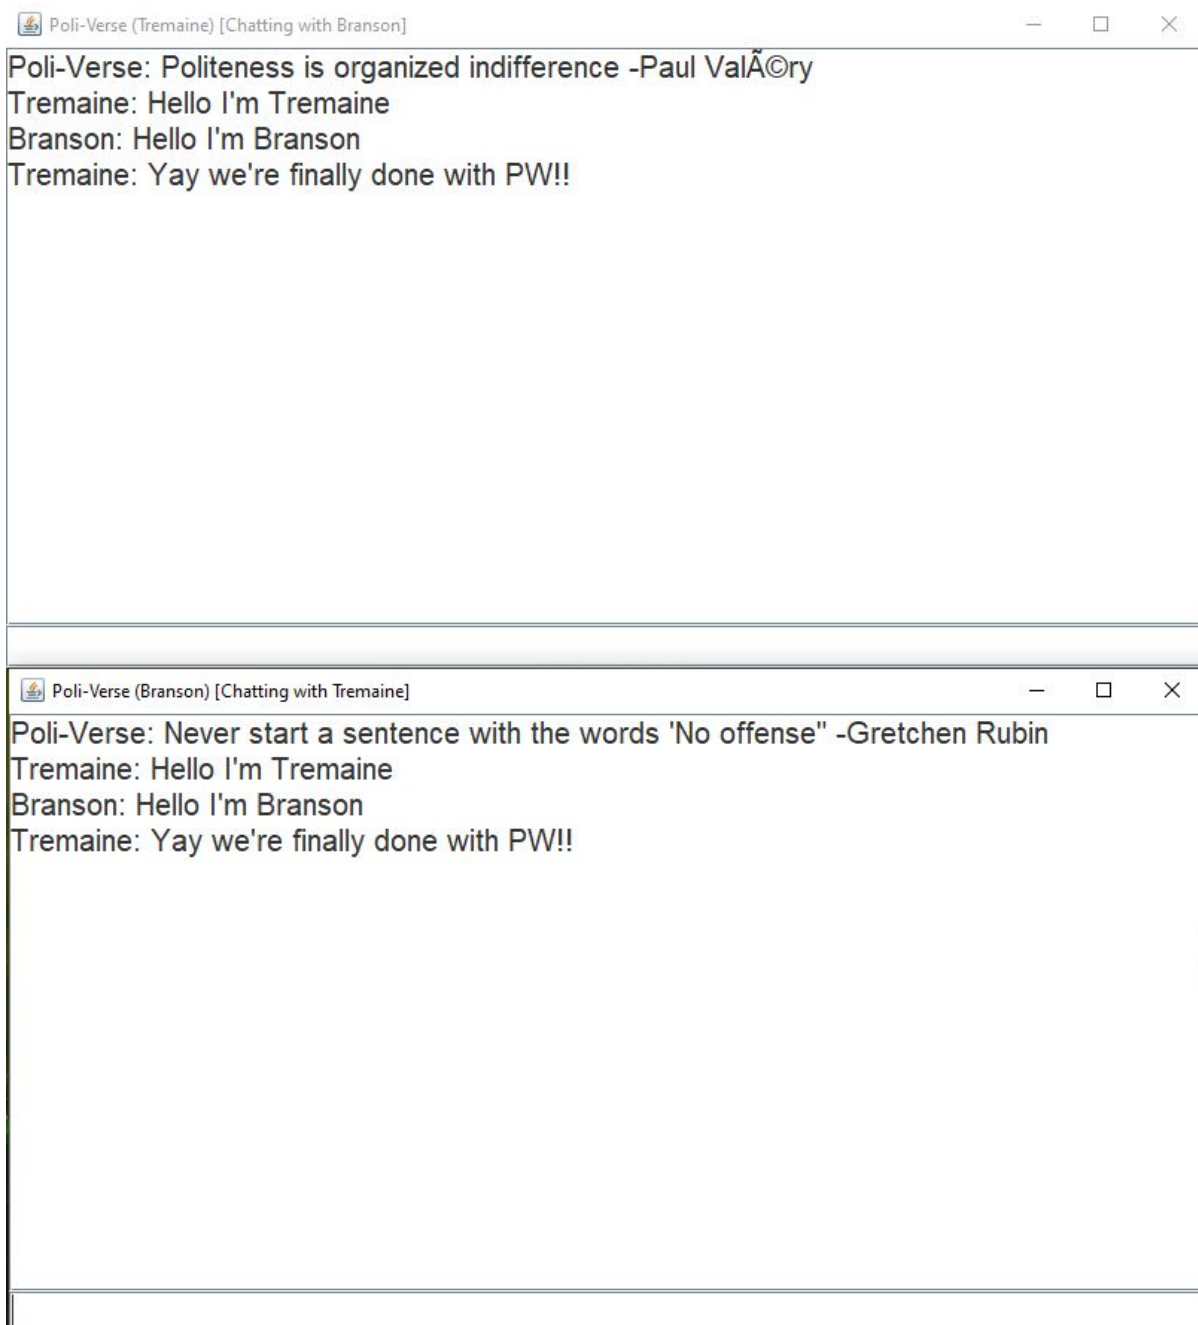 Poli-Verse (Tremaine) [Chatting with Branson]
Poli-Verse: Politeness is organized indifference -Paul ValÃ©ry
Tremaine: Hello I'm Tremaine
Branson: Hello I'm Branson
Tremaine: Yay we're finally done with PW!!
Poli-Verse (Branson) [Chatting with Tremaine]
Poli-Verse: Never start a sentence with the words 'No offense" -Gretchen Rubin
Tremaine: Hello I'm Tremaine
Branson: Hello I'm Branson
Tremaine: Yay we're finally done with PW!!